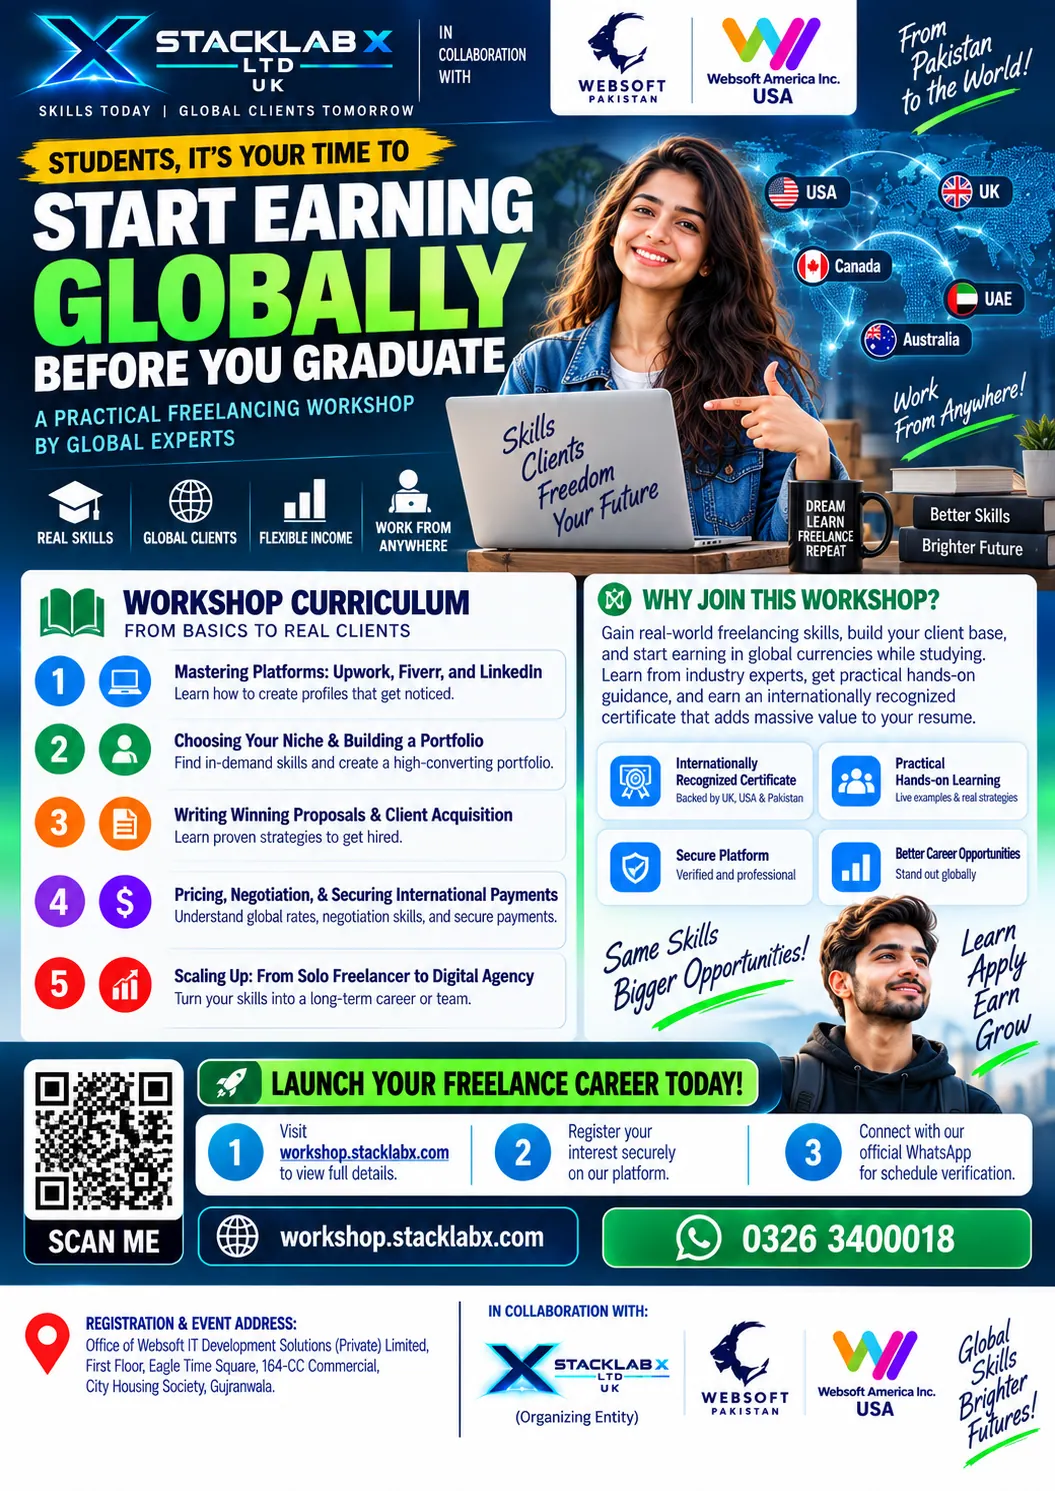 STACKLAB X
LTD
UK
SKILLS TODAY | GLOBAL CLIENTS TOMORROW
IN
COLLABORATION
WITH
WEBSOFT
PAKISTAN
Websoft America Inc.
USA
From
Pakistan
to the World!
STUDENTS, IT'S YOUR TIME TO
START EARNING
GLOBALLY
BEFORE YOU GRADUATE
A PRACTICAL FREELANCING WORKSHOP
BY GLOBAL EXPERTS
USA
UK
Canada
UAE
Australia
Work
From Anywhere!
Skills
Clients
Freedom
Your Future
DREAM
LEARN
FREELANCE
REPEAT
Better Skills
Brighter Future
REAL SKILLS
GLOBAL CLIENTS
FLEXIBLE INCOME
WORK FROM
ANYWHERE
WORKSHOP CURRICULUM
FROM BASICS TO REAL CLIENTS
1
Mastering Platforms: Upwork, Fiverr, and LinkedIn
Learn how to create profiles that get noticed.
2
Choosing Your Niche & Building a Portfolio
Find in-demand skills and create a high-converting portfolio.
3
Writing Winning Proposals & Client Acquisition
Learn proven strategies to get hired.
4
$
Pricing, Negotiation, & Securing International Payments
Understand global rates, negotiation skills, and secure payments.
5
Scaling Up: From Solo Freelancer to Digital Agency
Turn your skills into a long-term career or team.
WHY JOIN THIS WORKSHOP?
Gain real-world freelancing skills, build your client base,
and start earning in global currencies while studying.
Learn from industry experts, get practical hands-on
guidance, and earn an internationally recognized
certificate that adds massive value to your resume.
Internationally
Recognized Certificate
Backed by UK, USA & Pakistan
Practical
Hands-on Learning
Live examples & real strategies
Secure Platform
Verified and professional
Better Career Opportunities
Stand out globally
Same Skills
Bigger Opportunities!
Learn
Apply
Earn
Grow
SCAN ME
LAUNCH YOUR FREELANCE CAREER TODAY!
1
Visit
workshop.stacklabx.com
to view full details.
2
Register your
interest securely
on our platform.
3
Connect with our
official WhatsApp
for schedule verification.
workshop.stacklabx.com
0326 3400018
REGISTRATION & EVENT ADDRESS:
Office of Websoft IT Development Solutions (Private) Limited,
First Floor, Eagle Time Square, 164-CC Commercial,
City Housing Society, Gujranwala.
IN COLLABORATION WITH:
STACKLAB X
LTD
UK
(Organizing Entity)
WEBSOFT
PAKISTAN
Websoft America Inc.
USA
Global
Skills
Brighter
Futures!